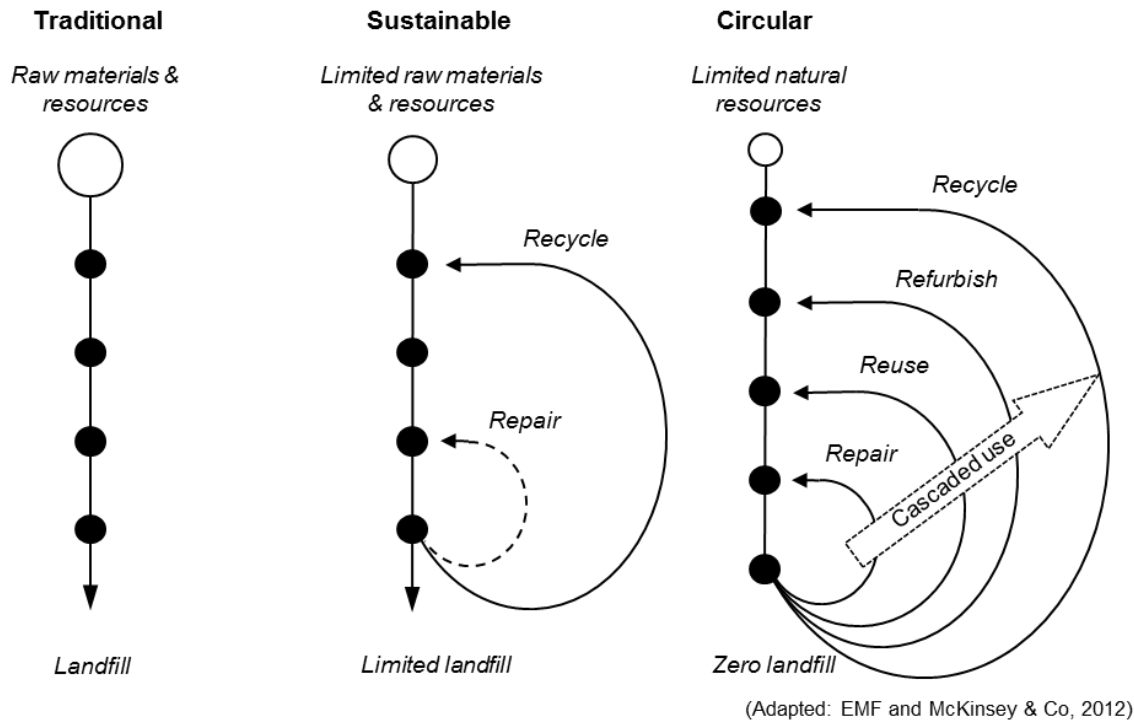 Traditional
Raw materials &
resources
Landfill
Sustainable
Limited raw materials
& resources
Recycle
Repair
Limited landfill
Circular
Limited natural
resources
Recycle
Refurbish
Reuse
Repair
Cascaded use
Zero landfill
(Adapted: EMF and McKinsey & Co, 2012)